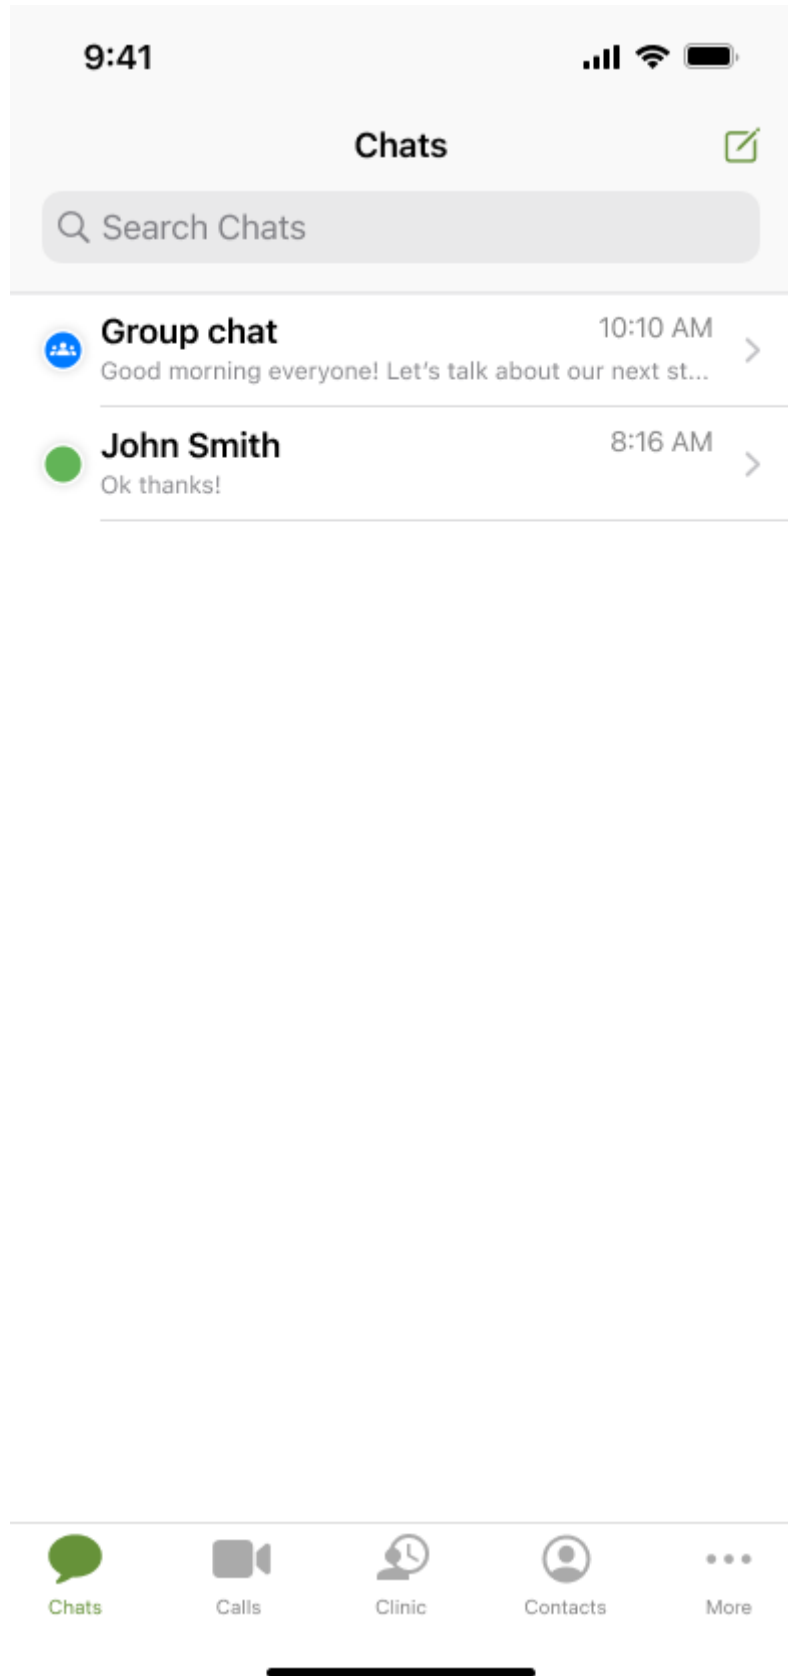 9:41
Chats
Search Chats
Group chat 10:10 AM
Good morning everyone! Let’s talk about our next st...
John Smith 8:16 AM
Ok thanks!
Chats Calls Clinic Contacts More